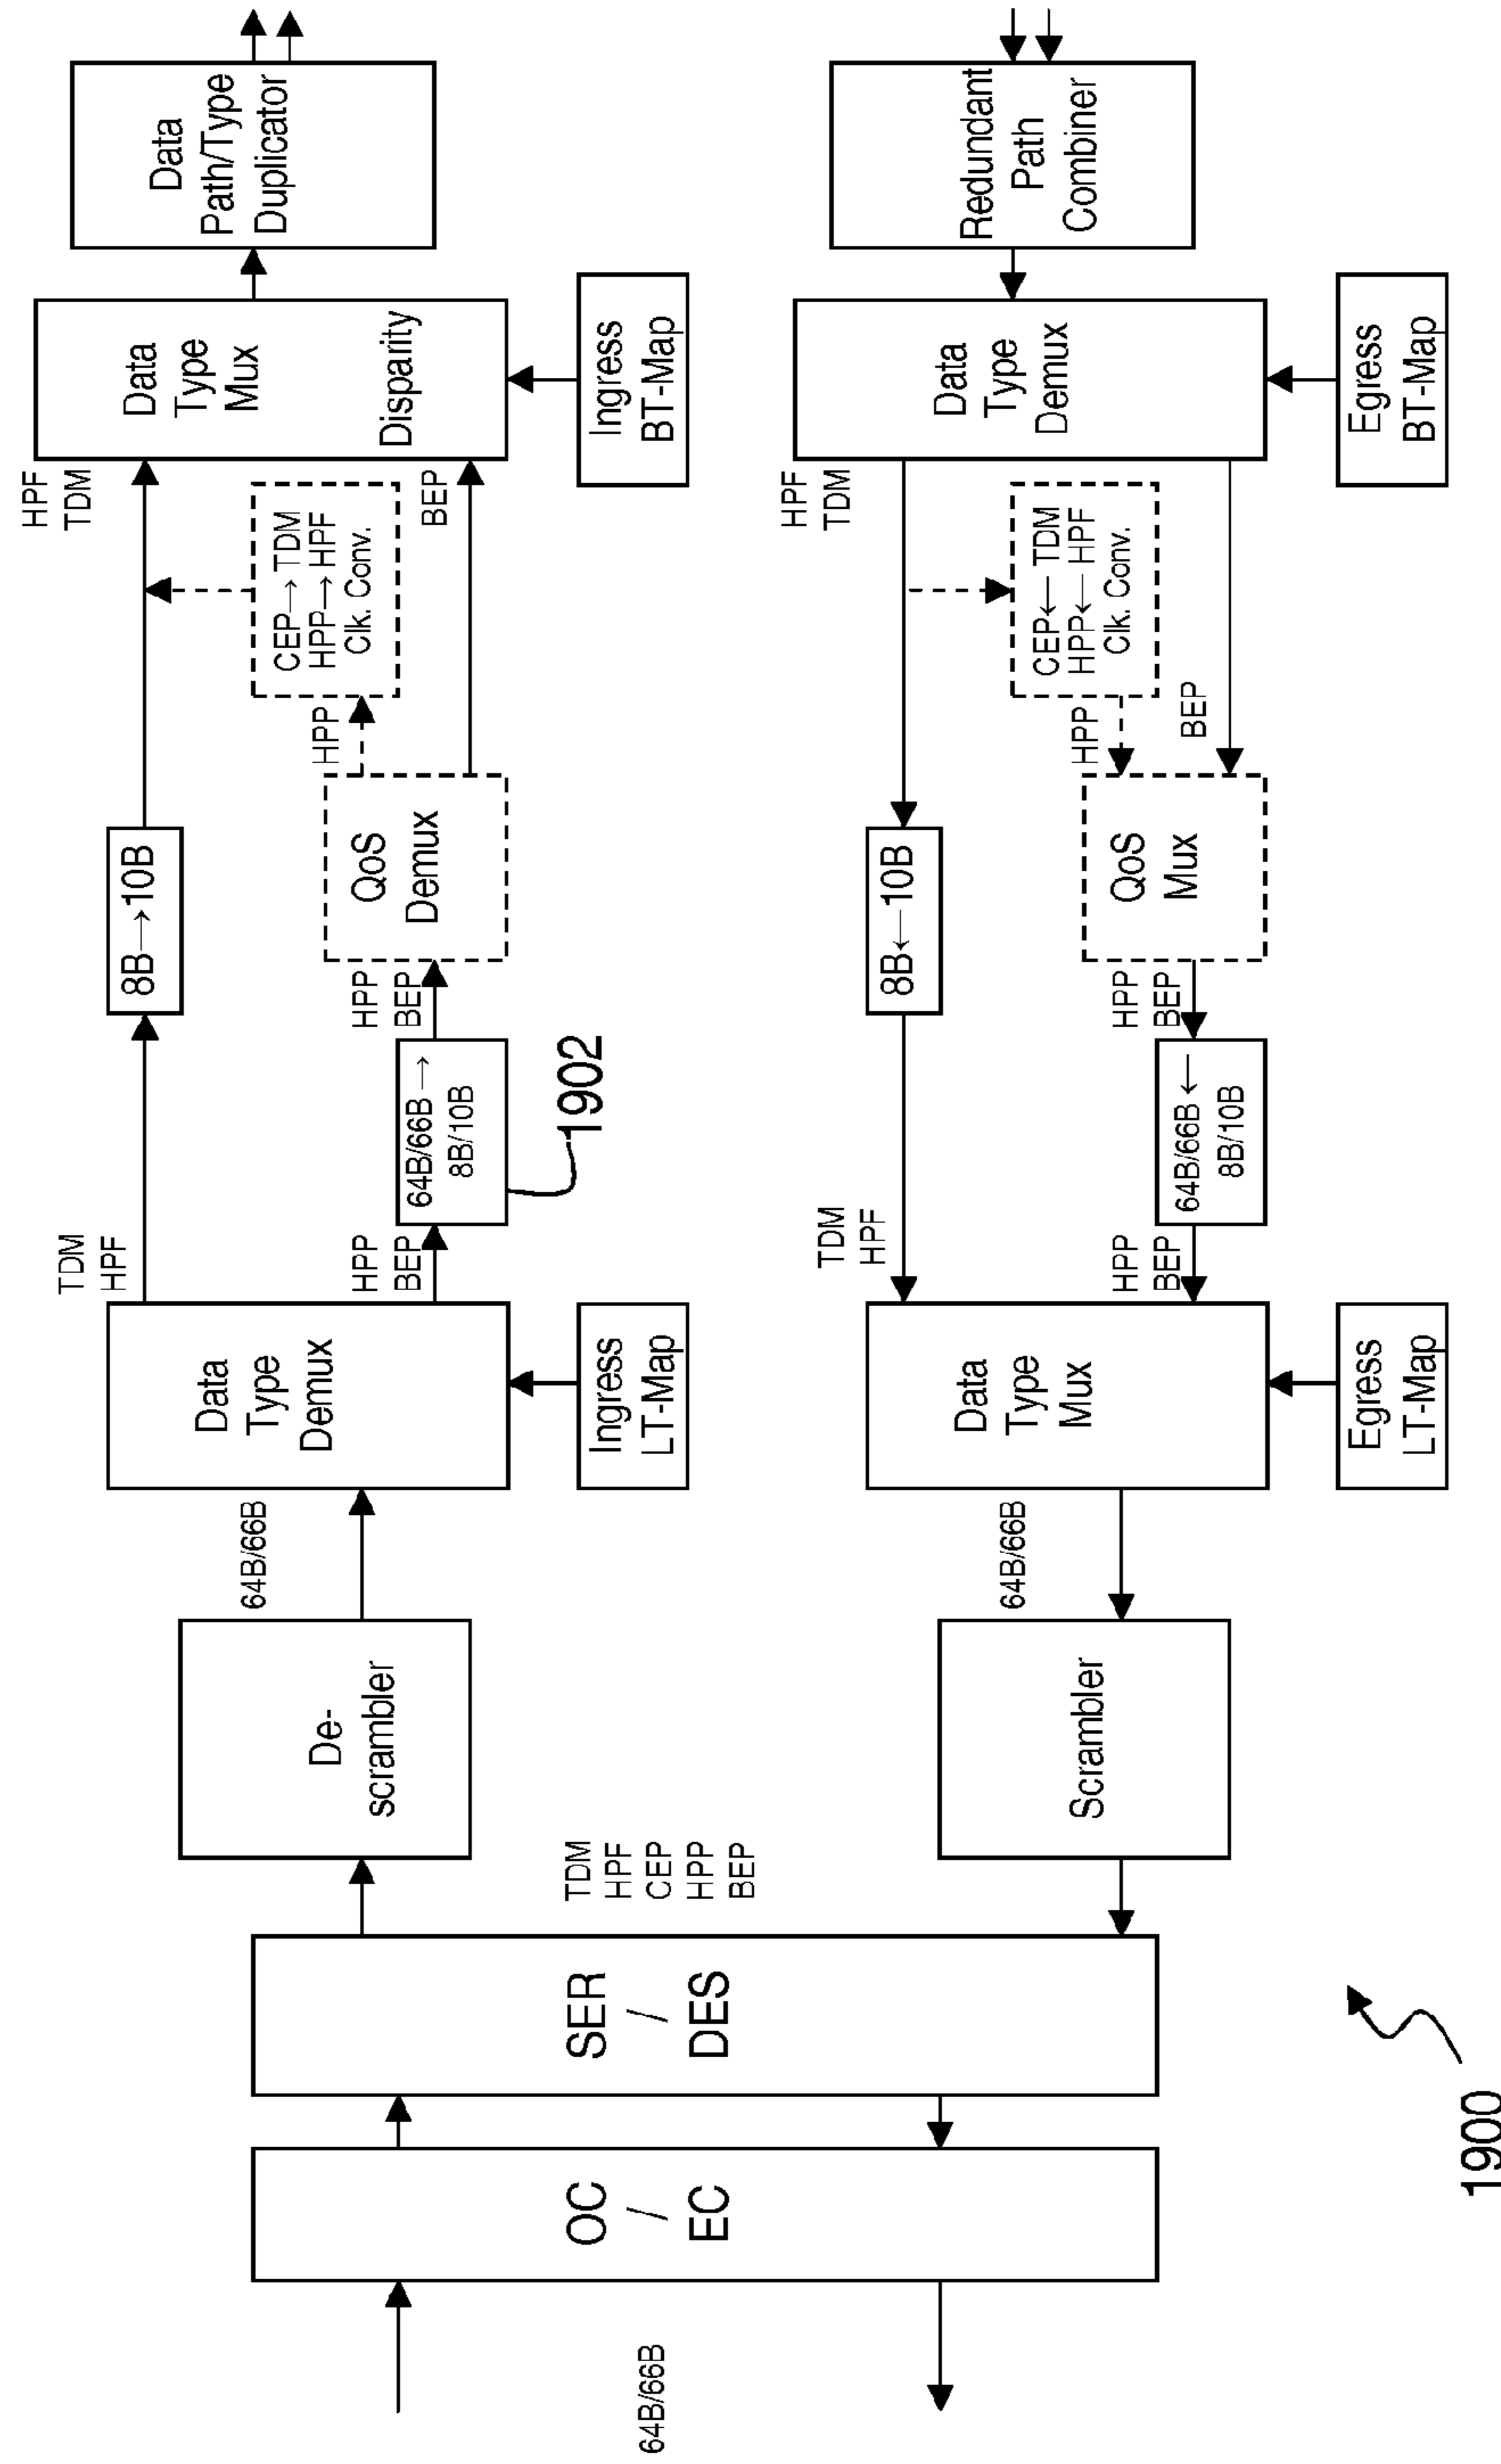 64B/66B
OC
/
EC
SER
/
DES
TDM
HPF
CEP
HPP
BEP
De-
scrambler
64B/66B
Data
Type
Demux
Ingress
LT-Map
TDM
HPF
HPP
BEP
8B→10B
64B/66B→
8B/10B
1902
HPP
BEP
QoS
Demux
HPP
CEP→TDM
HPP→HPF
Clk. Conv.
BEP
HPF
TDM
Data
Type
Mux
Disparity
Ingress
BT-Map
Data
Path/Type
Duplicator
Scrambler
64B/66B
Data
Type
Mux
Egress
LT-Map
TDM
HPF
HPP
BEP
8B←10B
64B/66B←
8B/10B
HPP
BEP
QoS
Mux
HPP
CEP←TDM
HPP←HPF
Clk. Conv.
BEP
HPF
TDM
Data
Type
Demux
Egress
BT-Map
Redundant
Path
Combiner
1900